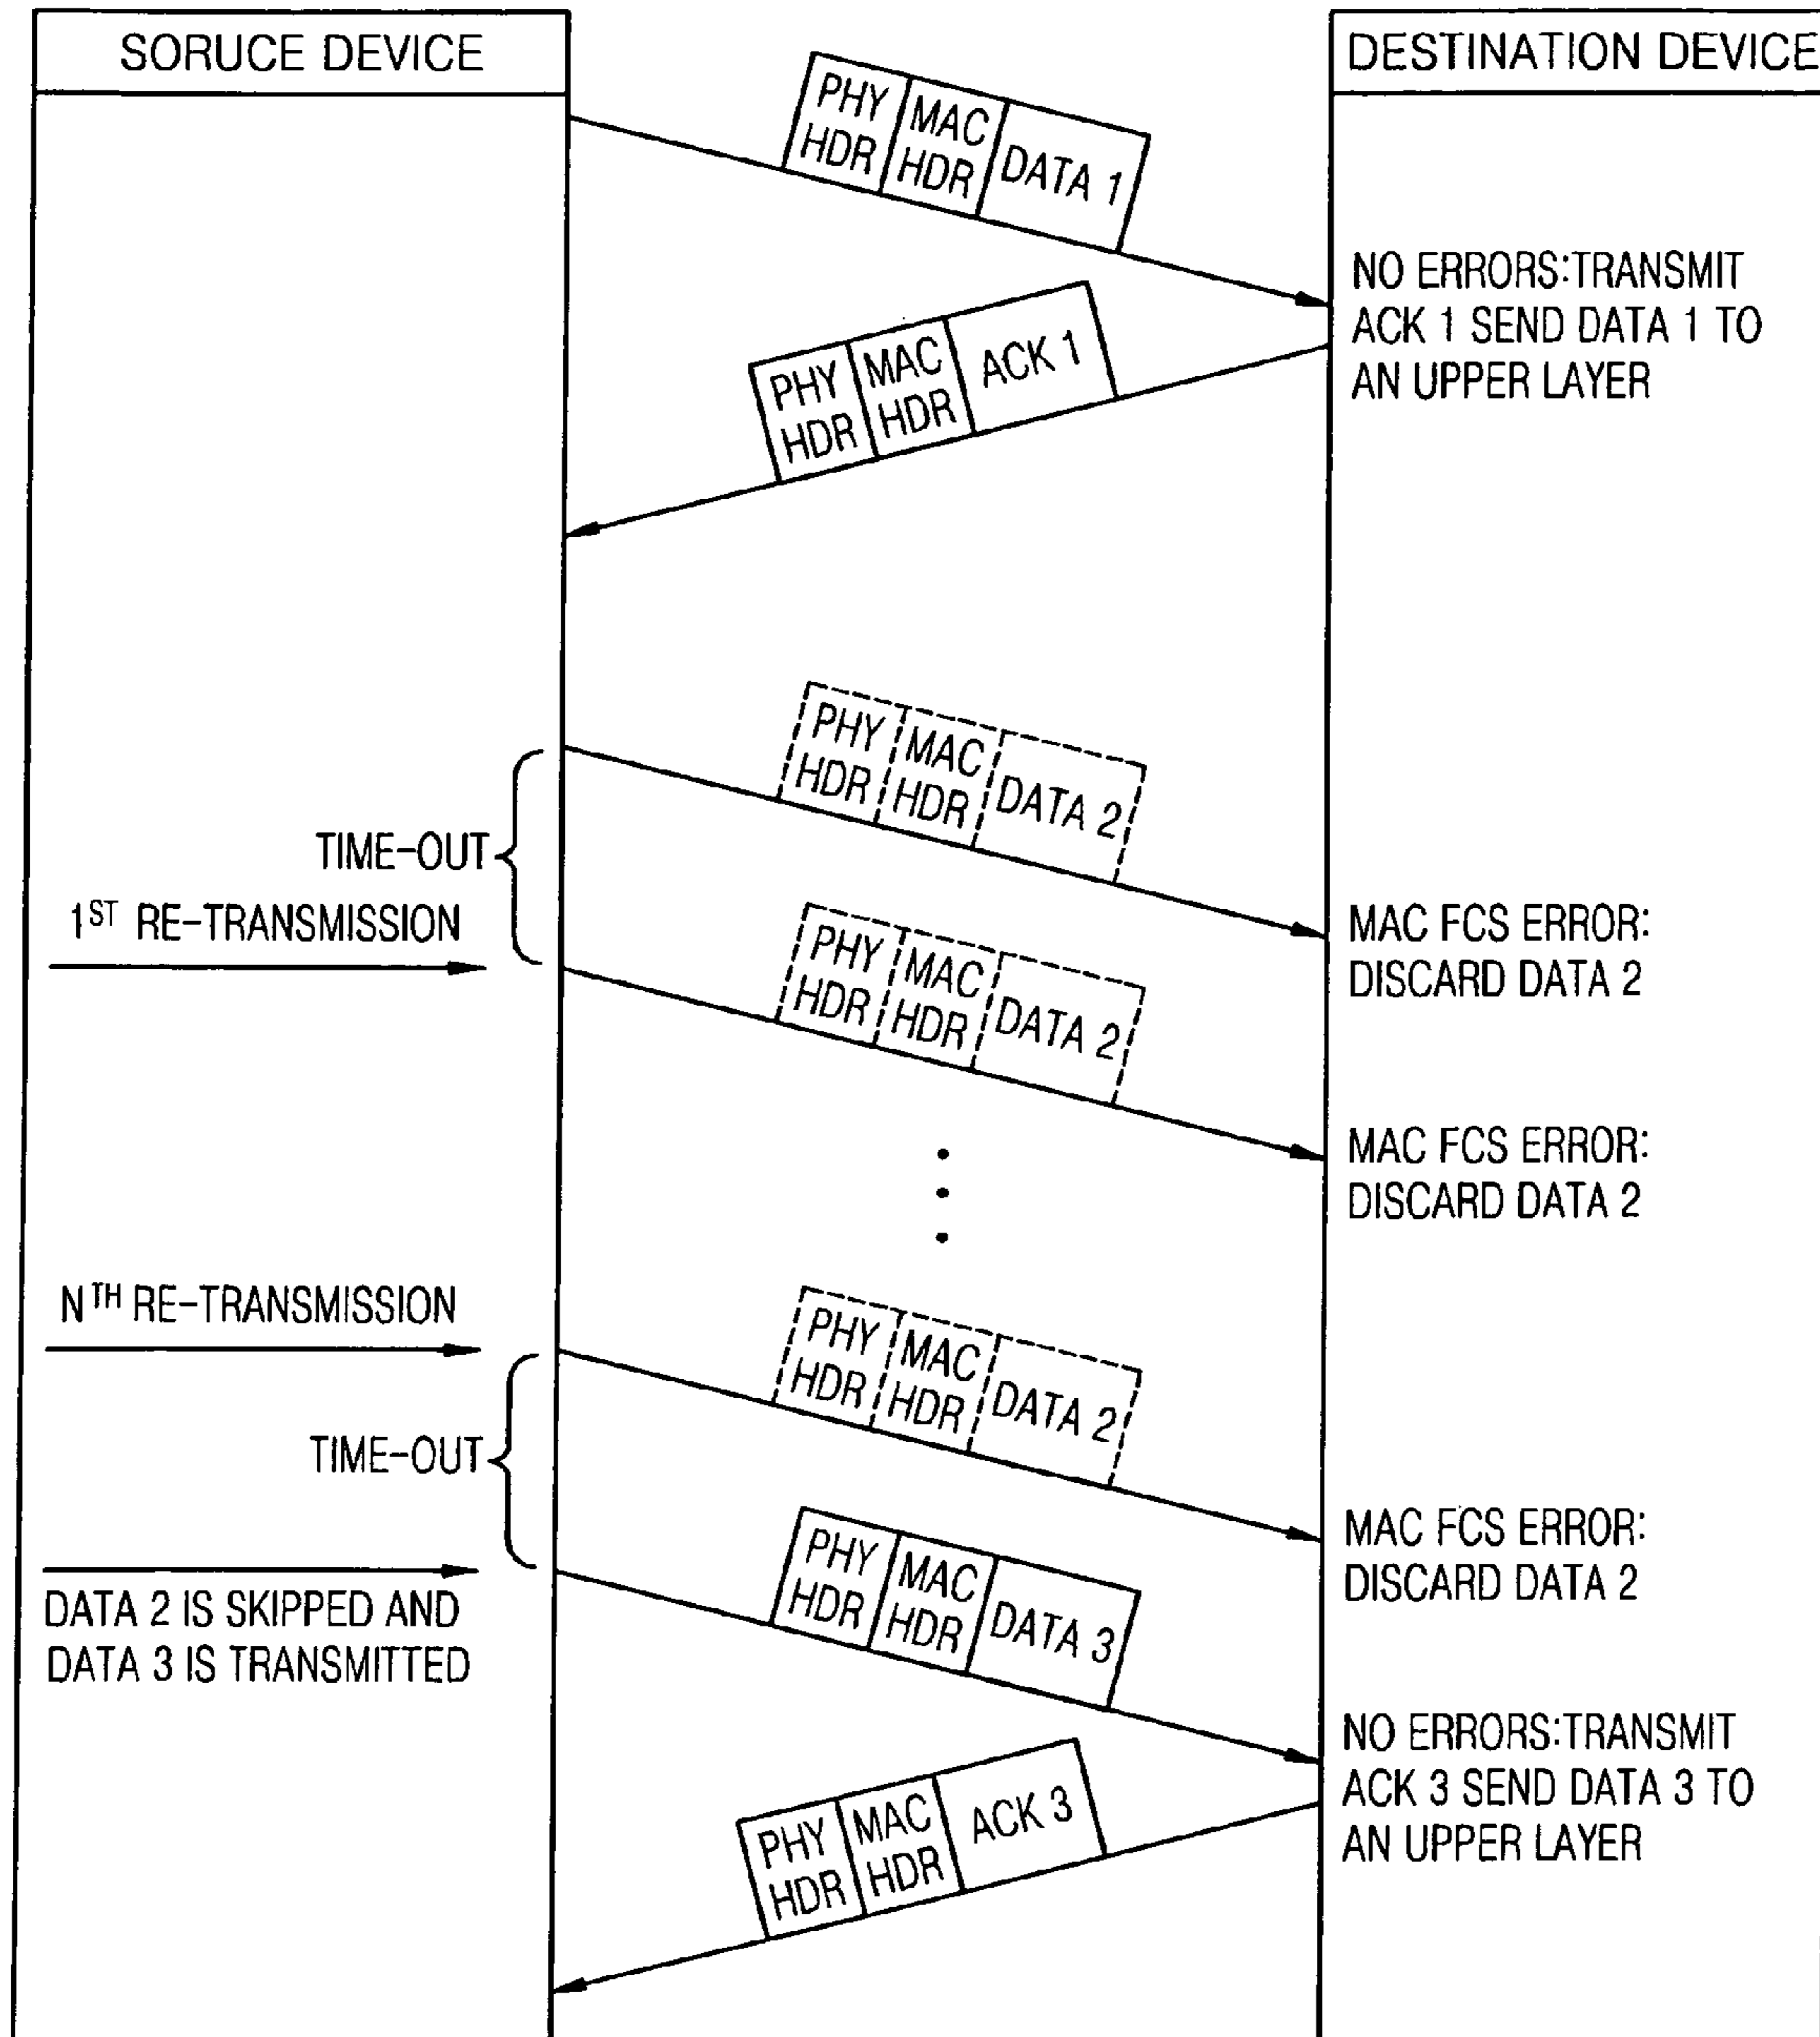 SORUCE DEVICE
DESTINATION DEVICE
PHY
HDR
MAC
HDR
DATA 1
NO ERRORS:TRANSMIT
ACK 1 SEND DATA 1 TO
AN UPPER LAYER
PHY
HDR
MAC
HDR
ACK 1
PHY
HDR
MAC
HDR
DATA 2
TIME-OUT
1ST RE-TRANSMISSION
MAC FCS ERROR:
DISCARD DATA 2
PHY
HDR
MAC
HDR
DATA 2
MAC FCS ERROR:
DISCARD DATA 2
NTH RE-TRANSMISSION
PHY
HDR
MAC
HDR
DATA 2
TIME-OUT
MAC FCS ERROR:
DISCARD DATA 2
DATA 2 IS SKIPPED AND
DATA 3 IS TRANSMITTED
PHY
HDR
MAC
HDR
DATA 3
NO ERRORS:TRANSMIT
ACK 3 SEND DATA 3 TO
AN UPPER LAYER
PHY
HDR
MAC
HDR
ACK 3